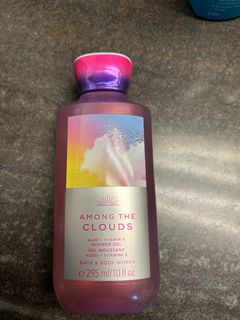 AMONG THE
CLOUDS
ALOE + VITAMIN E
SHOWER GEL
GEL MOUSSANT
ALOÈS + VITAMINE E
BATH & BODY WORKS
e 295 ml/10 fl oz